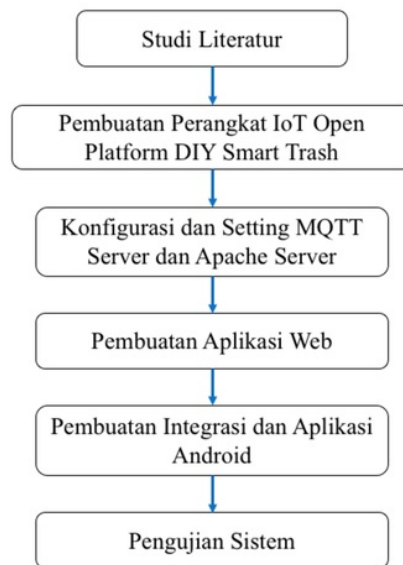 Studi Literatur
Pembuatan Perangkat IoT Open
Platform DIY Smart Trash
Konfigurasi dan Setting MQTT
Server dan Apache Server
Pembuatan Aplikasi Web
Pembuatan Integrasi dan Aplikasi
Android
Pengujian Sistem